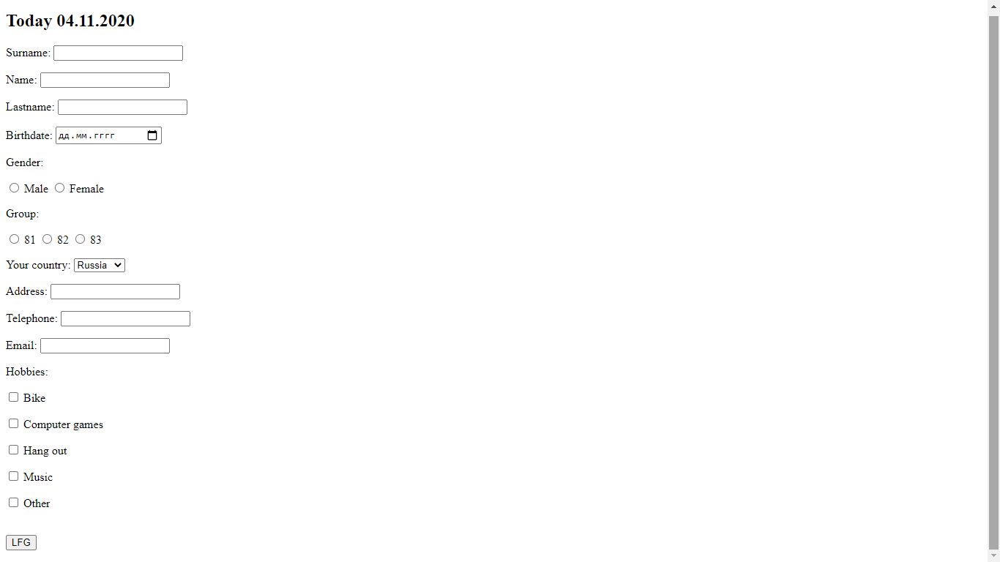 Today 04.11.2020
Surname:
Name:
Lastname:
Birthdate: дд.мм.гггг
Gender:
Male Female
Group:
81 82 83
Your country: Russia
Address:
Telephone:
Email:
Hobbies:
Bike
Computer games
Hang out
Music
Other
LFG